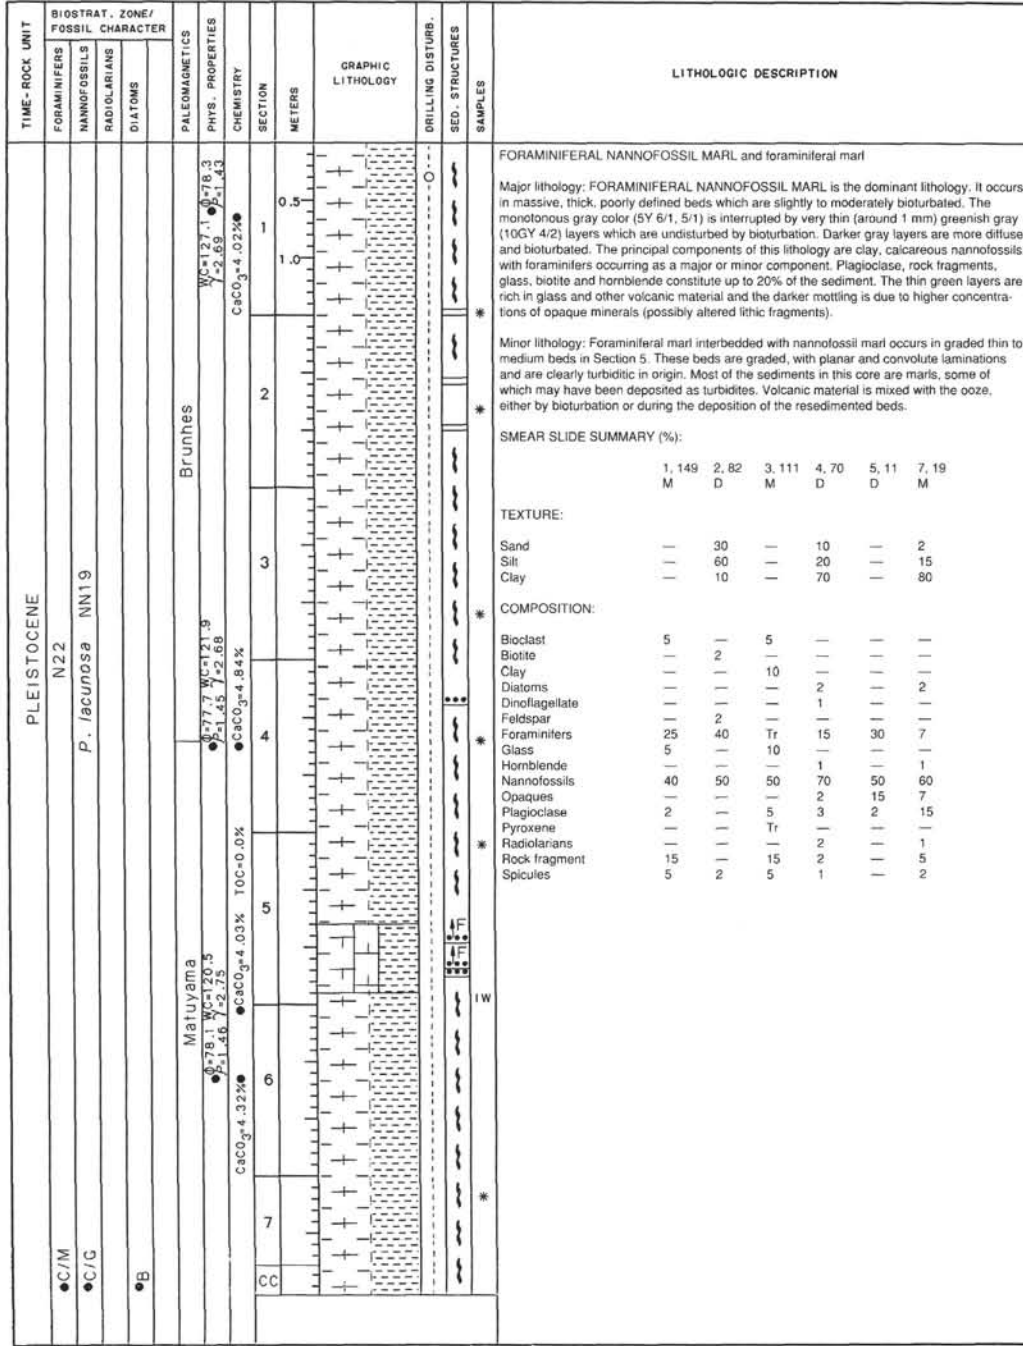 TIME-ROCK UNIT
BIOSTRAT. ZONE/
FOSSIL CHARACTER
FORAMINIFERS
NANNOFOSSILS
RADIOLARIANS
DIATOMS
PALEOMAGNETICS
PHYS. PROPERTIES
CHEMISTRY
SECTION
METERS
GRAPHIC
LITHOLOGY
DRILLING DISTURB.
SED. STRUCTURES
SAMPLES
LITHOLOGIC DESCRIPTION
PLEISTOCENE
N22
●C/M
P. lacunosa NN19
●C/G
●B
Brunhes
Matuyama
WC=127.1 ●Φ=78.3
γ=2.69 ρ=1.43
●Φ=77.7 WC=121.9
ρ=1.45 γ=2.68
●Φ=78.1 WC=120.5
ρ=1.46 γ=2.75
CaCO3=4.02%●
●CaCO3=4.84%
●CaCO3=4.03% TOC=0.0%
CaCO3=4.32%●
1
2
3
4
5
6
7
CC
0.5
1.0
F
F
*
*
*
*
*
IW
*
FORAMINIFERAL NANNOFOSSIL MARL and foraminiferal marl
Major lithology: FORAMINIFERAL NANNOFOSSIL MARL is the dominant lithology. It occurs
in massive, thick, poorly defined beds which are slightly to moderately bioturbated. The
monotonous gray color (5Y 6/1, 5/1) is interrupted by very thin (around 1 mm) greenish gray
(10GY 4/2) layers which are undisturbed by bioturbation. Darker gray layers are more diffuse
and bioturbated. The principal components of this lithology are clay, calcareous nannofossils
with foraminifers occurring as a major or minor component. Plagioclase, rock fragments,
glass, biotite and hornblende constitute up to 20% of the sediment. The thin green layers are
rich in glass and other volcanic material and the darker mottling is due to higher concentra-
tions of opaque minerals (possibly altered lithic fragments).
Minor lithology: Foraminiferal marl interbedded with nannofossil marl occurs in graded thin to
medium beds in Section 5. These beds are graded, with planar and convolute laminations
and are clearly turbiditic in origin. Most of the sediments in this core are marls, some of
which may have been deposited as turbidites. Volcanic material is mixed with the ooze,
either by bioturbation or during the deposition of the resedimented beds.
SMEAR SLIDE SUMMARY (%):
1, 149 2, 82 3, 111 4, 70 5, 11 7, 19
M D M D D M
TEXTURE:
Sand — 30 — 10 — 2
Silt — 60 — 20 — 15
Clay — 10 — 70 — 80
COMPOSITION:
Bioclast 5 — 5 — — —
Biotite — 2 — — — —
Clay — — 10 — — —
Diatoms — — — 2 — 2
Dinoflagellate — — — 1 — —
Feldspar — 2 — — — —
Foraminifers 25 40 Tr 15 30 7
Glass 5 — 10 — — —
Hornblende — — — 1 — 1
Nannofossils 40 50 50 70 50 60
Opaques — — — 2 15 7
Plagioclase 2 — 5 3 2 15
Pyroxene — — Tr — — —
Radiolarians — — — 2 — 1
Rock fragment 15 — 15 2 — 5
Spicules 5 2 5 1 — 2